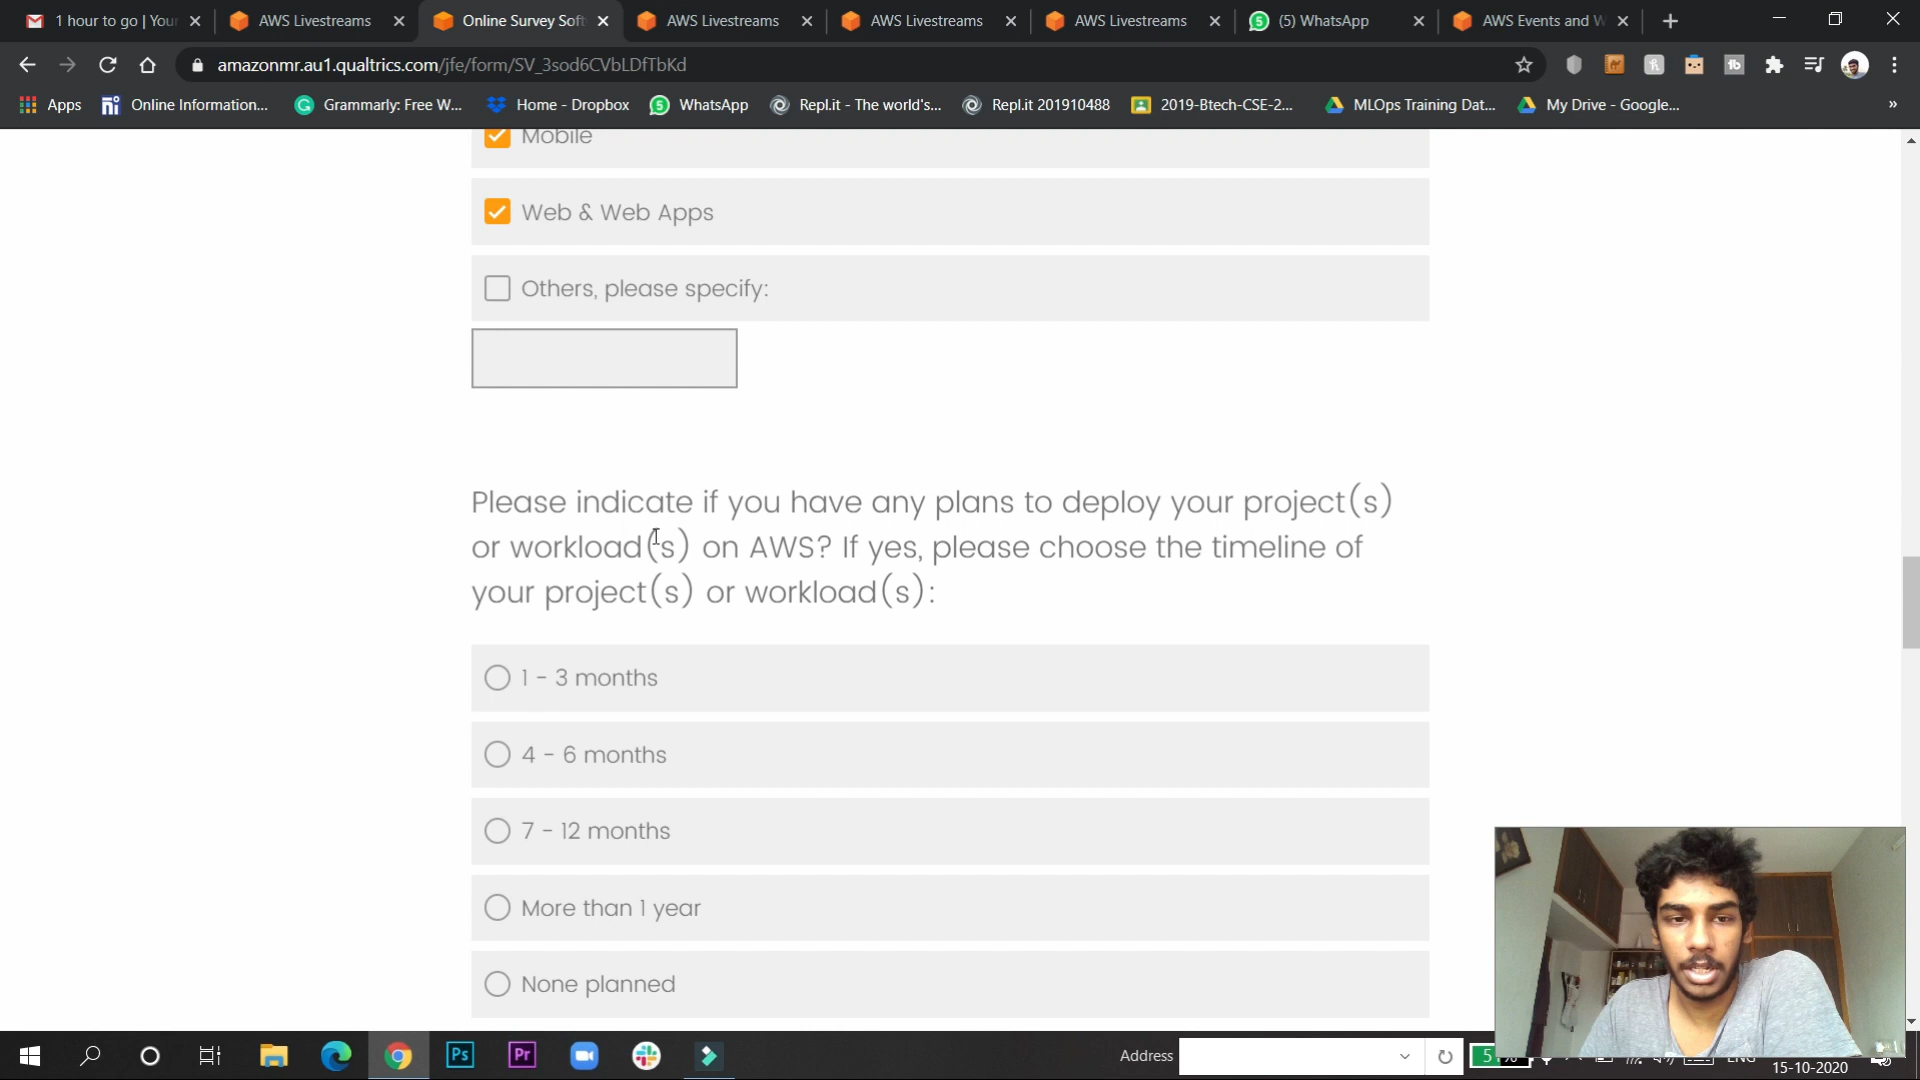 1 hour to go | Your
AWS Livestreams
Online Survey Soft
AWS Livestreams
AWS Livestreams
AWS Livestreams
(5) WhatsApp
AWS Events and W
amazonmr.au1.qualtrics.com/jfe/form/SV_3sod6CVbLDfTbKd
Apps
Online Information...
Grammarly: Free W...
Home - Dropbox
WhatsApp
Repl.it - The world's...
Repl.it 201910488
2019-Btech-CSE-2...
MLOps Training Dat...
My Drive - Google...
»
Mobile
Web & Web Apps
Others, please specify:
Please indicate if you have any plans to deploy your project(s)
or workload(s) on AWS? If yes, please choose the timeline of
your project(s) or workload(s):
1 - 3 months
4 - 6 months
7 - 12 months
More than 1 year
None planned
Ps
Pr
Address
ENG
15-10-2020